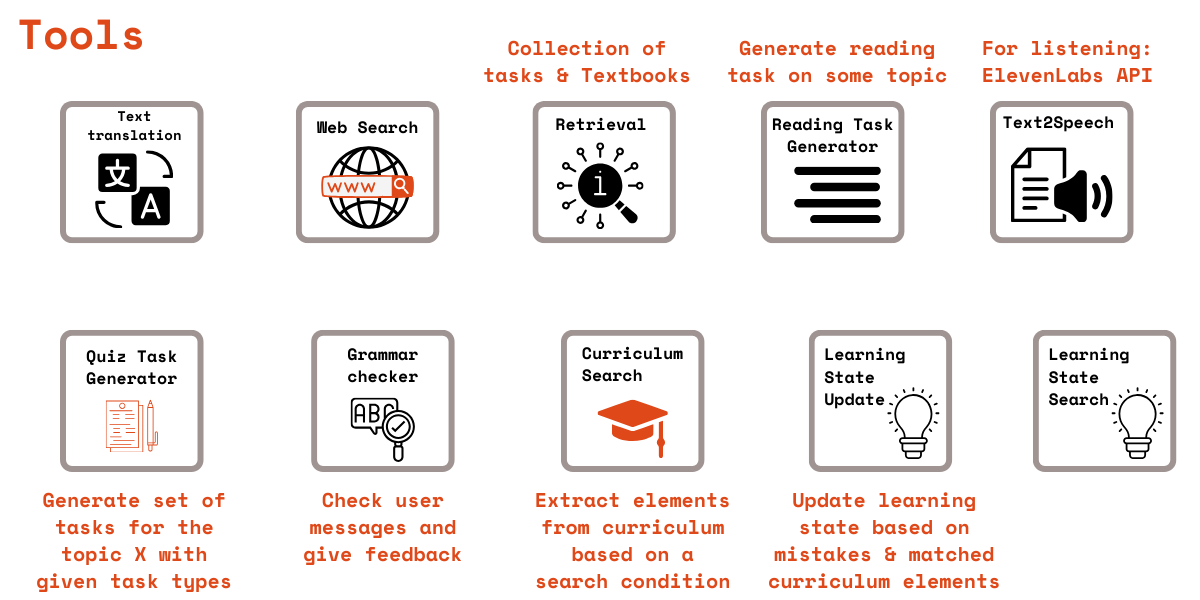 Tools
Collection of
tasks & Textbooks
Generate reading
task on some topic
For listening:
ElevenLabs API
Text
translation
文
A
Web Search
www
Retrieval
i
Reading Task
Generator
Text2Speech
Quiz Task
Generator
Grammar
checker
ABC
Curriculum
Search
Learning
State
Update
Learning
State
Search
Generate set of
tasks for the
topic X with
given task types
Check user
messages and
give feedback
Extract elements
from curriculum
based on a
search condition
Update learning
state based on
mistakes & matched
curriculum elements